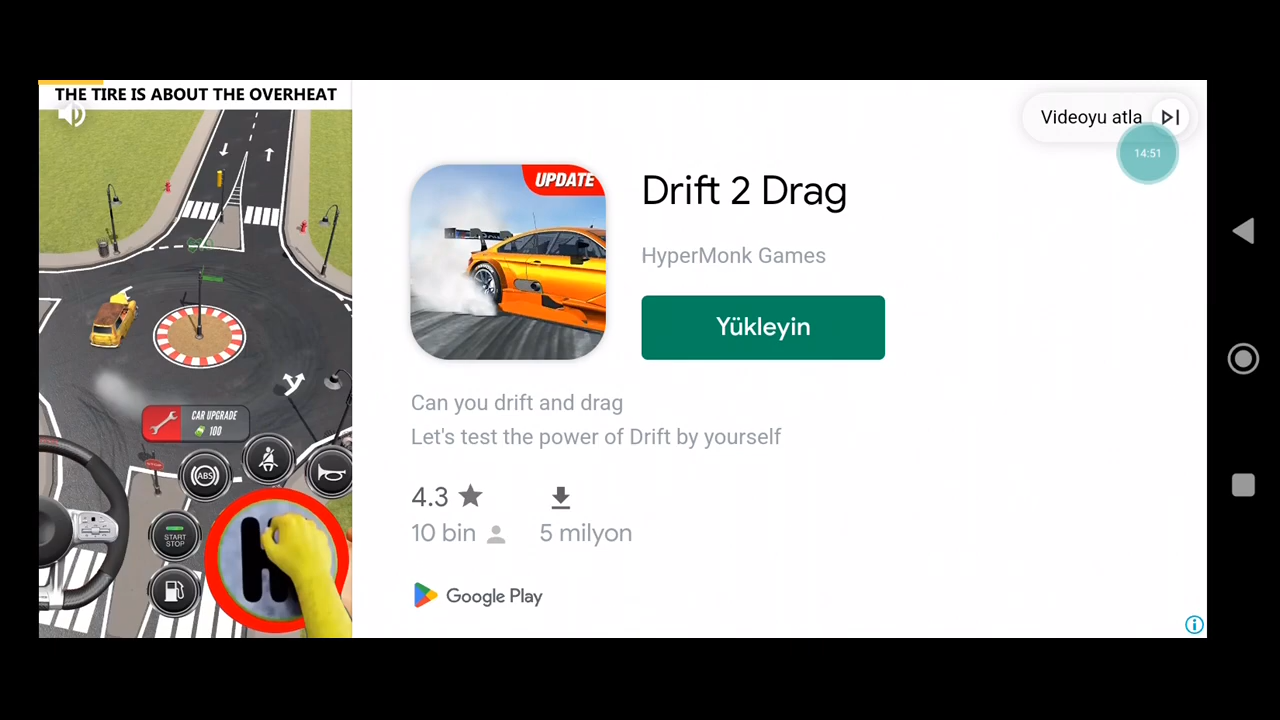 THE TIRE IS ABOUT THE OVERHEAT
CAR UPGRADE
100
ABS
START
STOP
UPDATE
Drift 2 Drag
HyperMonk Games
Yükleyin
Can you drift and drag
Let's test the power of Drift by yourself
4.3
10 bin
5 milyon
Google Play
Videoyu atla
14:51